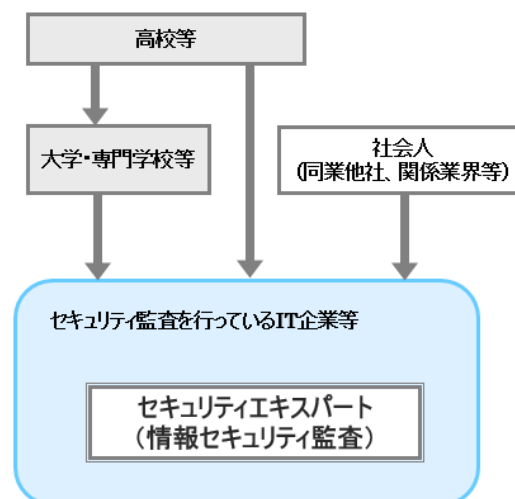 高校等
大学・専門学校等
社会人
(同業他社、関係業界等)
セキュリティ監査を行っているIT企業等
セキュリティエキスパート
（情報セキュリティ監査）